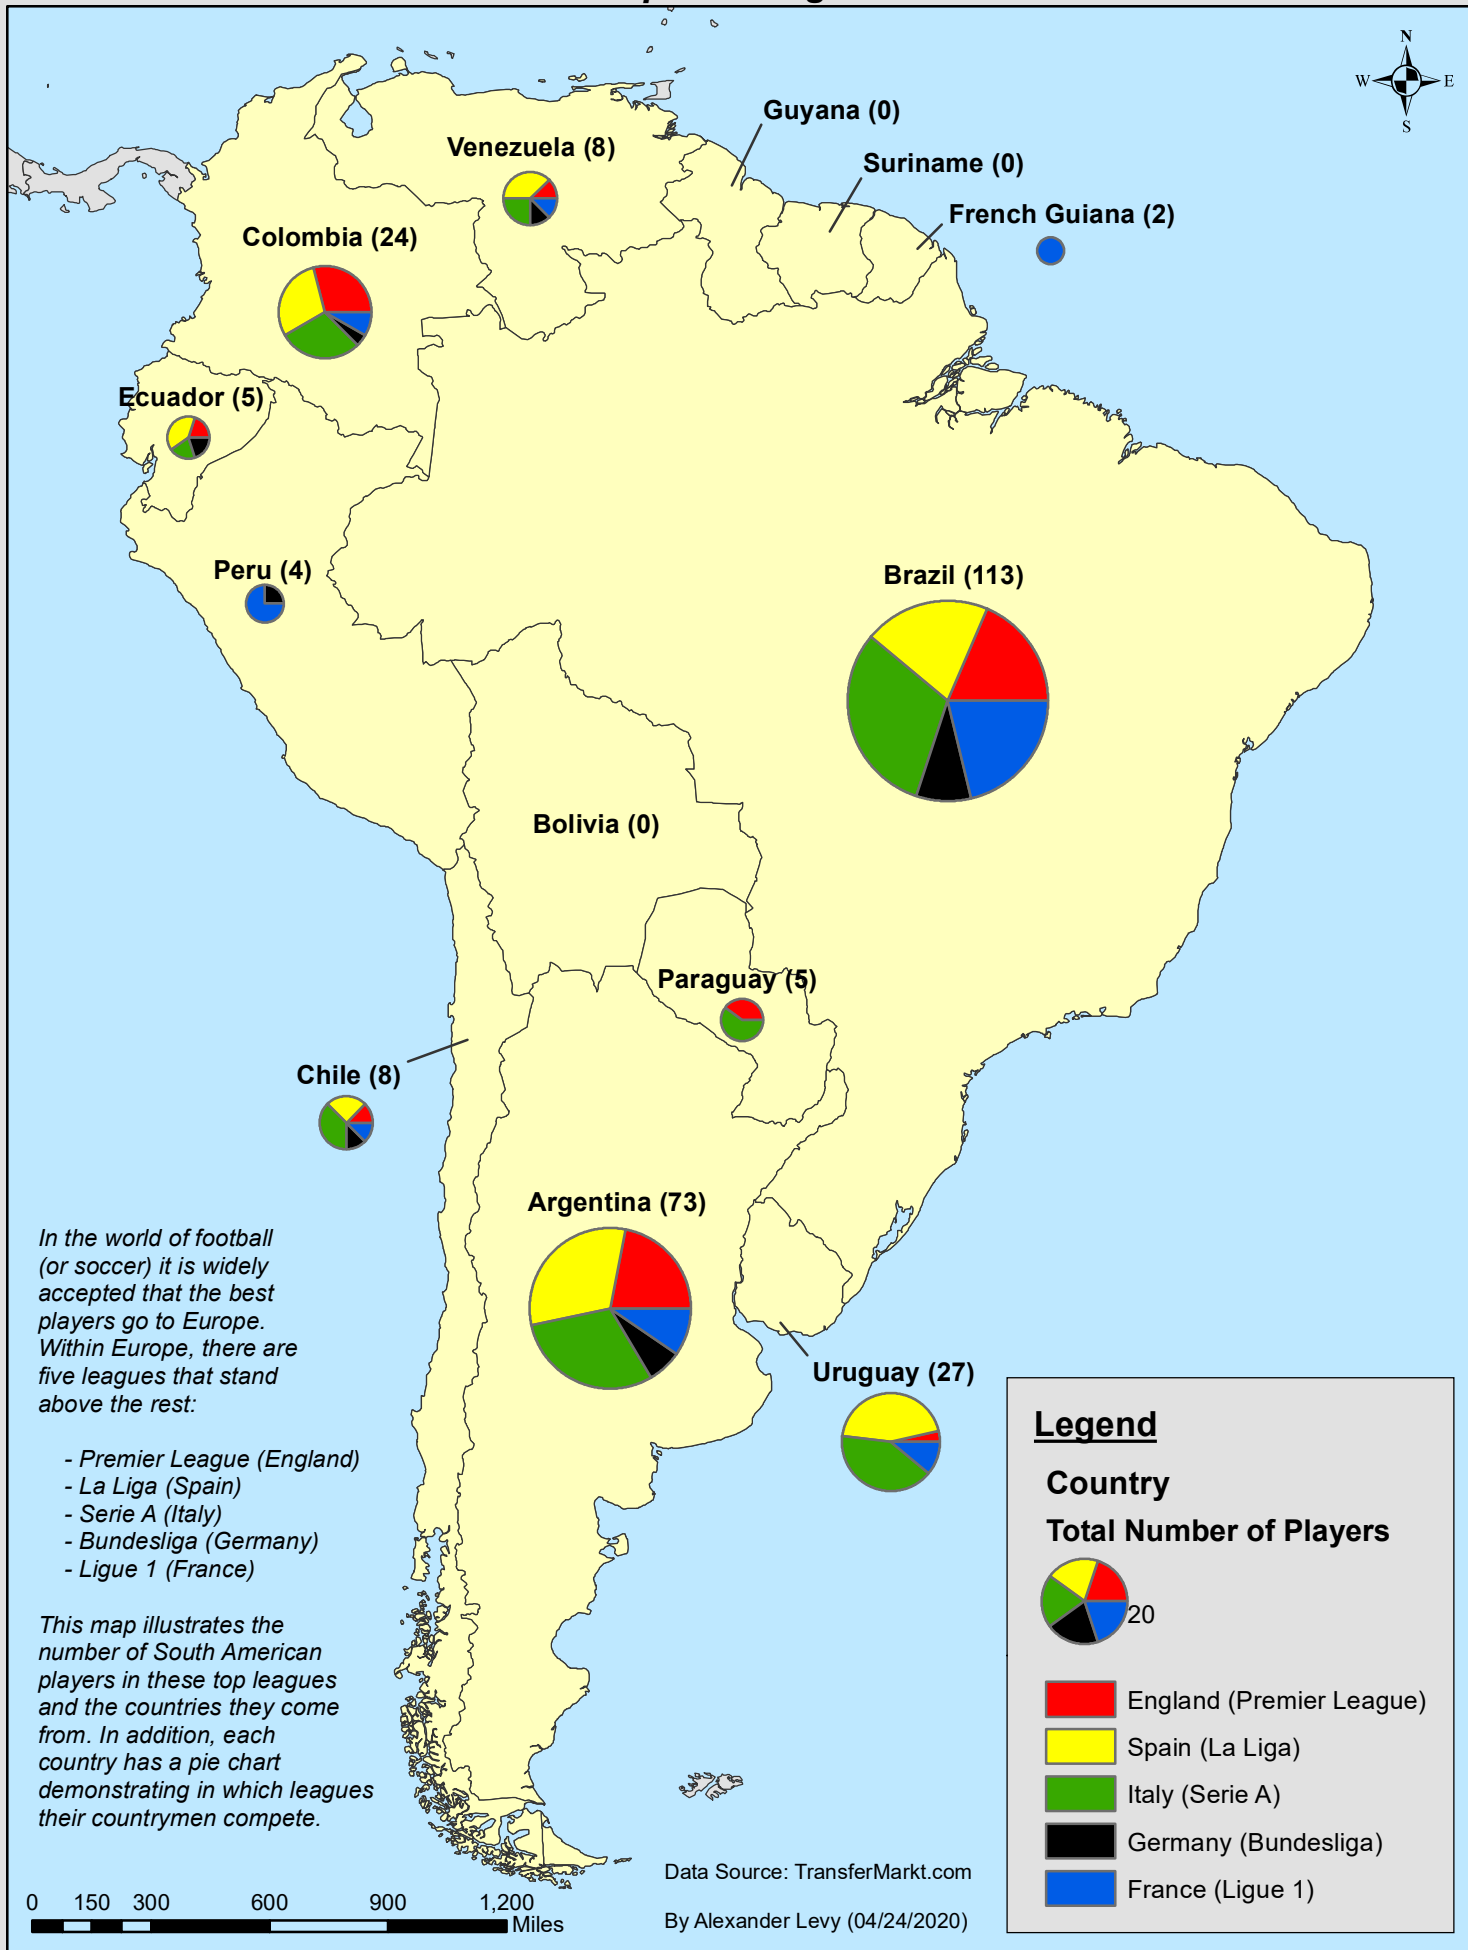 N
W E
S
Guyana (0)
Venezuela (8)
Suriname (0)
French Guiana (2)
Colombia (24)
Ecuador (5)
Peru (4)
Brazil (113)
Bolivia (0)
Paraguay (5)
Chile (8)
Argentina (73)
Uruguay (27)
In the world of football
(or soccer) it is widely
accepted that the best
players go to Europe.
Within Europe, there are
five leagues that stand
above the rest:
- Premier League (England)
- La Liga (Spain)
- Serie A (Italy)
- Bundesliga (Germany)
- Ligue 1 (France)
This map illustrates the
number of South American
players in these top leagues
and the countries they come
from. In addition, each
country has a pie chart
demonstrating in which leagues
their countrymen compete.
Legend
Country
Total Number of Players
20
England (Premier League)
Spain (La Liga)
Italy (Serie A)
Germany (Bundesliga)
France (Ligue 1)
Data Source: TransferMarkt.com
By Alexander Levy (04/24/2020)
0 150 300 600 900 1,200
Miles